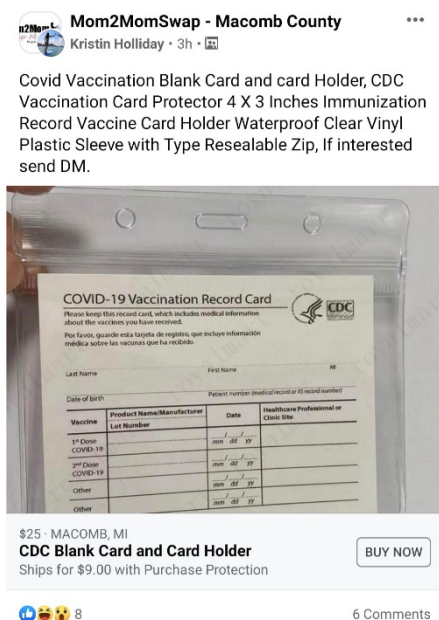 Mom2MomSwap - Macomb County
Kristin Holliday · 3h ·
Covid Vaccination Blank Card and card Holder, CDC
Vaccination Card Protector 4 X 3 Inches Immunization
Record Vaccine Card Holder Waterproof Clear Vinyl
Plastic Sleeve with Type Resealable Zip, If interested
send DM.
COVID-19 Vaccination Record Card
Please keep this record card, which includes medical information
about the vaccines you have received.
Por favor, guarde esta tarjeta de registro, que incluye información
médica sobre las vacunas que ha recibido.
CDC
Last Name First Name MI
Date of birth Patient number (medical record or IIS record number)
Vaccine Product Name/Manufacturer Date Healthcare Professional or
Lot Number Clinic Site
1st Dose
COVID-19
mm dd yy
2nd Dose
COVID-19
mm dd yy
Other
mm dd yy
Other
mm dd yy
$25 · MACOMB, MI
CDC Blank Card and Card Holder
Ships for $9.00 with Purchase Protection
BUY NOW
8 6 Comments